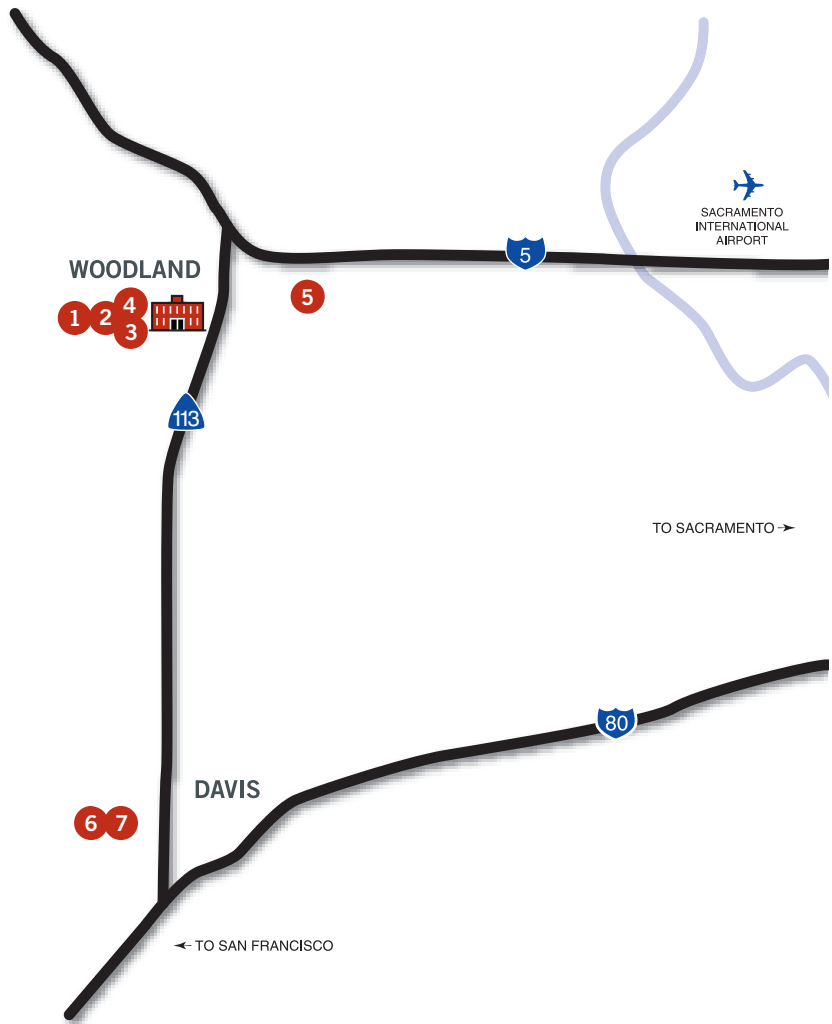 SACRAMENTO
INTERNATIONAL
AIRPORT
5
WOODLAND
5
4
1
2
3
113
TO SACRAMENTO
80
DAVIS
6
7
TO SAN FRANCISCO